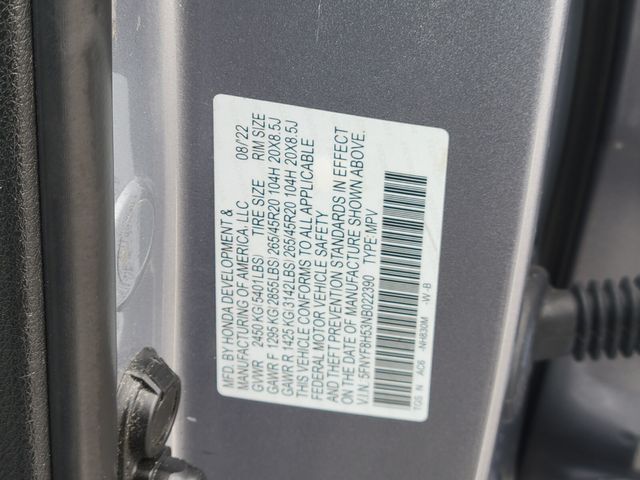 MFD. BY HONDA DEVELOPMENT &
MANUFACTURING OF AMERICA, LLC 08/22
GVWR 2450 KG 5401LBS) TIRE SIZE RIM SIZE
GAWR F 1295 KG (2855LBS) 265/45R20 104H 20X8.5J
GAWR R 1425 KG(3142LBS) 265/45R20 104H 20X8.5J
THIS VEHICLE CONFORMS TO ALL APPLICABLE
FEDERAL MOTOR VEHICLE SAFETY
AND THEFT PREVENTION STANDARDS IN EFFECT
ON DATE OF MANUFACTURE SHOWN ABOVE.
V.I.N: 5FNYF8H53NB022390 TYPE: MPV
TGS N AC6 -NH830M -W-B